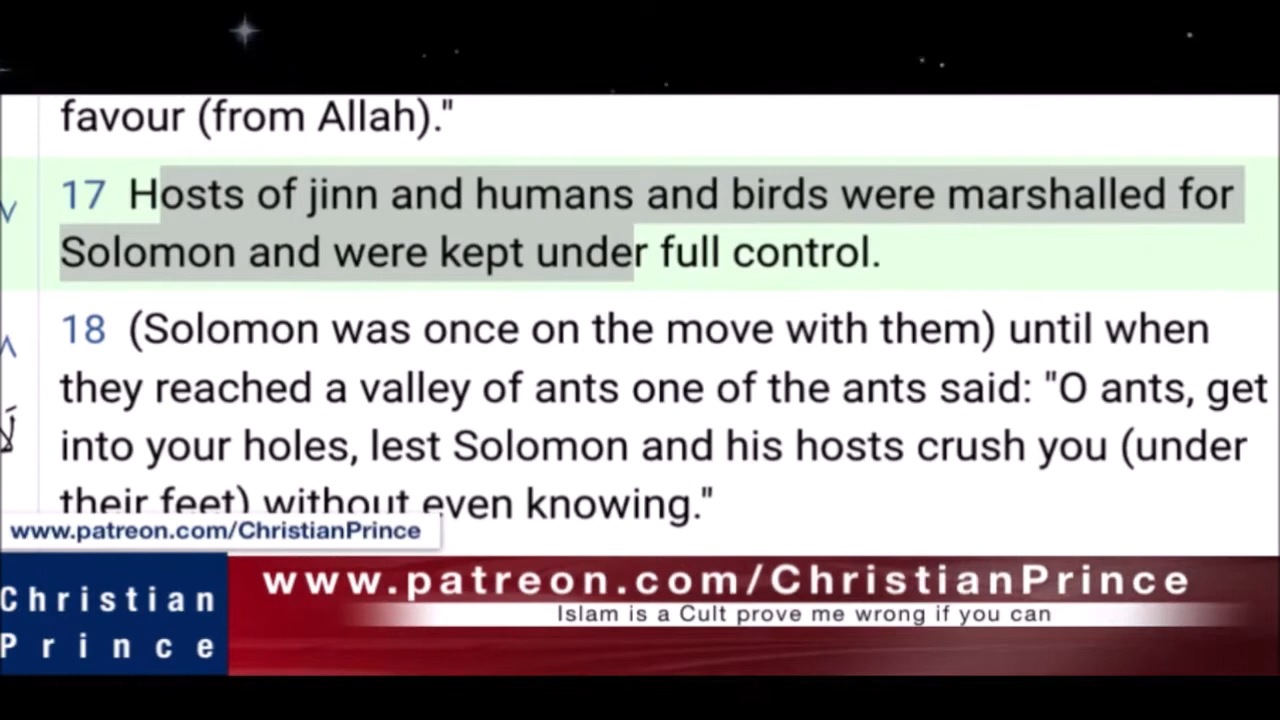 favour (from Allah)."
17 Hosts of jinn and humans and birds were marshalled for
Solomon and were kept under full control.
18 (Solomon was once on the move with them) until when
they reached a valley of ants one of the ants said: "O ants, get
into your holes, lest Solomon and his hosts crush you (under
their feet) without even knowing."
www.patreon.com/ChristianPrince
www.patreon.com/ChristianPrince
Islam is a Cult prove me wrong if you can
Christian
Prince